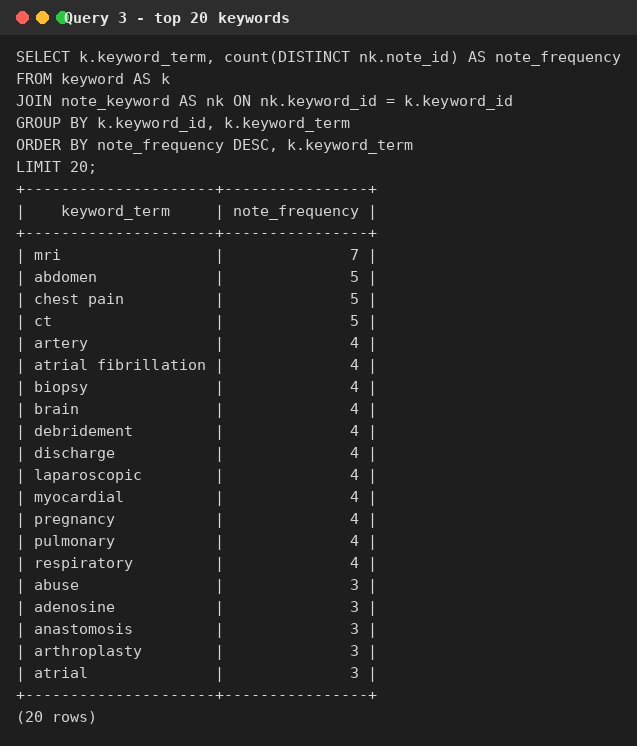 Query 3 - top 20 keywords
SELECT k.keyword_term, count(DISTINCT nk.note_id) AS note_frequency
FROM keyword AS k
JOIN note_keyword AS nk ON nk.keyword_id = k.keyword_id
GROUP BY k.keyword_id, k.keyword_term
ORDER BY note_frequency DESC, k.keyword_term
LIMIT 20;
+---------------------+----------------+
|    keyword_term     | note_frequency |
+---------------------+----------------+
| mri                 |              7 |
| abdomen             |              5 |
| chest pain          |              5 |
| ct                  |              5 |
| artery              |              4 |
| atrial fibrillation |              4 |
| biopsy              |              4 |
| brain               |              4 |
| debridement         |              4 |
| discharge           |              4 |
| laparoscopic        |              4 |
| myocardial          |              4 |
| pregnancy           |              4 |
| pulmonary           |              4 |
| respiratory         |              4 |
| abuse               |              3 |
| adenosine           |              3 |
| anastomosis         |              3 |
| arthroplasty        |              3 |
| atrial              |              3 |
+---------------------+----------------+
(20 rows)